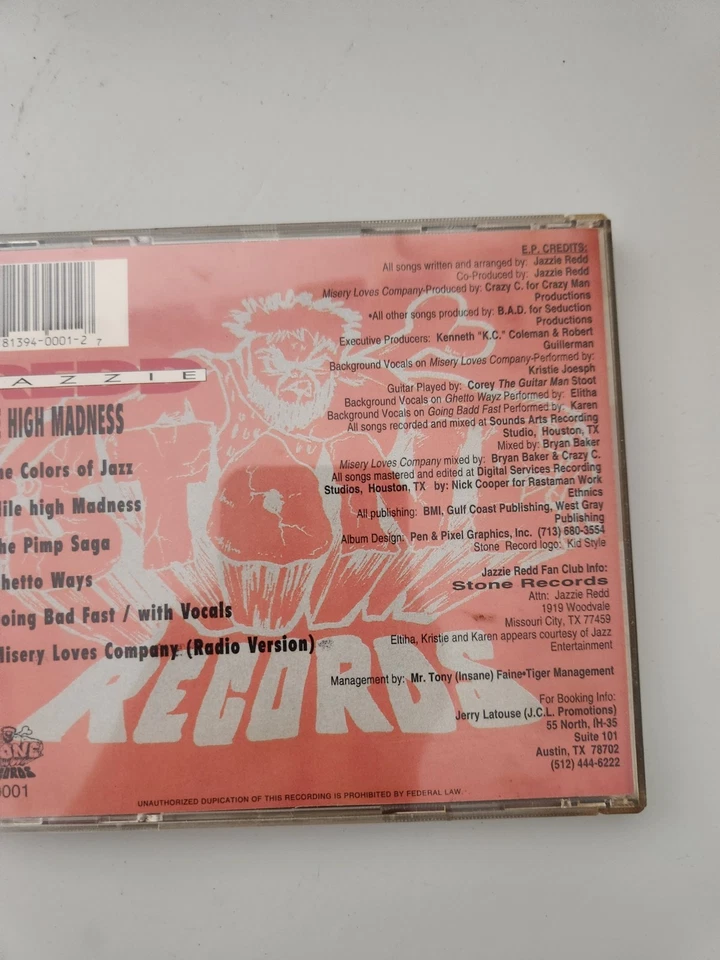 81394-0001-2 7
REDD
AZZIE
E HIGH MADNESS
he Colors of Jazz
Mile high Madness
he Pimp Saga
hetto Ways
oing Bad Fast / with Vocals
Misery Loves Company (Radio Version)
STONE
RECORDS
STONE
RECORDS
0001
E.P. CREDITS:
All songs written and arranged by: Jazzie Redd
Co-Produced by: Jazzie Redd
Misery Loves Company-Produced by: Crazy C. for Crazy Man
Productions
•All other songs produced by: B.A.D. for Seduction
Productions
Executive Producers: Kenneth "K.C." Coleman & Robert
Guillerman
Background Vocals on Misery Loves Company-Performed by:
Kristie Joesph
Guitar Played by: Corey The Guitar Man Stoot
Background Vocals on Ghetto Wayz Performed by: Elitha
Background Vocals on Going Badd Fast Performed by: Karen
All songs recorded and mixed at Sounds Arts Recording
Studio, Houston, TX
Mixed by: Bryan Baker
Misery Loves Company mixed by: Bryan Baker & Crazy C.
All songs mastered and edited at Digital Services Recording
Studios, Houston, TX by: Nick Cooper for Rastaman Work
Ethnics
All publishing: BMI, Gulf Coast Publishing, West Gray
Publishing
Album Design: Pen & Pixel Graphics, Inc. (713) 680-3554
Stone Record logo: Kid Style
Jazzie Redd Fan Club Info:
Stone Records
Attn: Jazzie Redd
1919 Woodvale
Missouri City, TX 77459
Eltiha, Kristie and Karen appears courtesy of Jazz
Entertainment
Management by: Mr. Tony (Insane) Faine•Tiger Management
For Booking Info:
Jerry Latouse (J.C.L. Promotions)
55 North, IH-35
Suite 101
Austin, TX 78702
(512) 444-6222
UNAUTHORIZED DUPICATION OF THIS RECORDING IS PROHIBITED BY FEDERAL LAW.